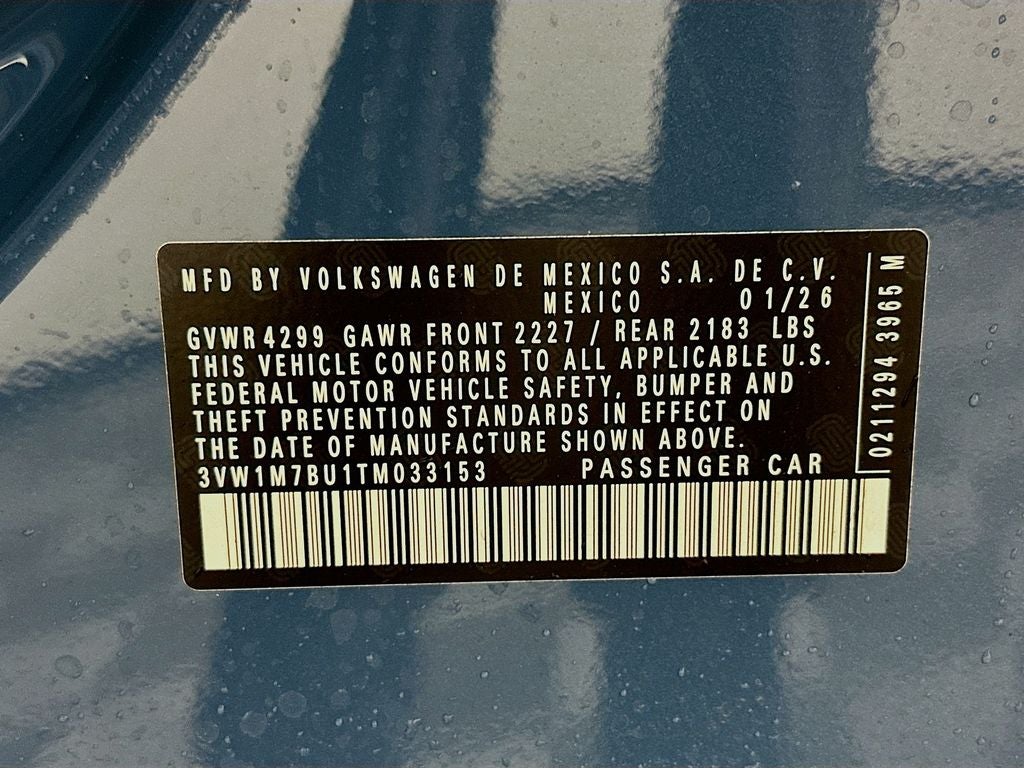 MFD BY VOLKSWAGEN DE MEXICO S.A. DE C.V.
MEXICO 01/26
GVWR 4299 GAWR FRONT 2227 / REAR 2183 LBS
THIS VEHICLE CONFORMS TO ALL APPLICABLE U.S.
FEDERAL MOTOR VEHICLE SAFETY, BUMPER AND
THEFT PREVENTION STANDARDS IN EFFECT ON
THE DATE OF MANUFACTURE SHOWN ABOVE.
3VW1M7BU1TM033153 PASSENGER CAR
0211294 3965 M